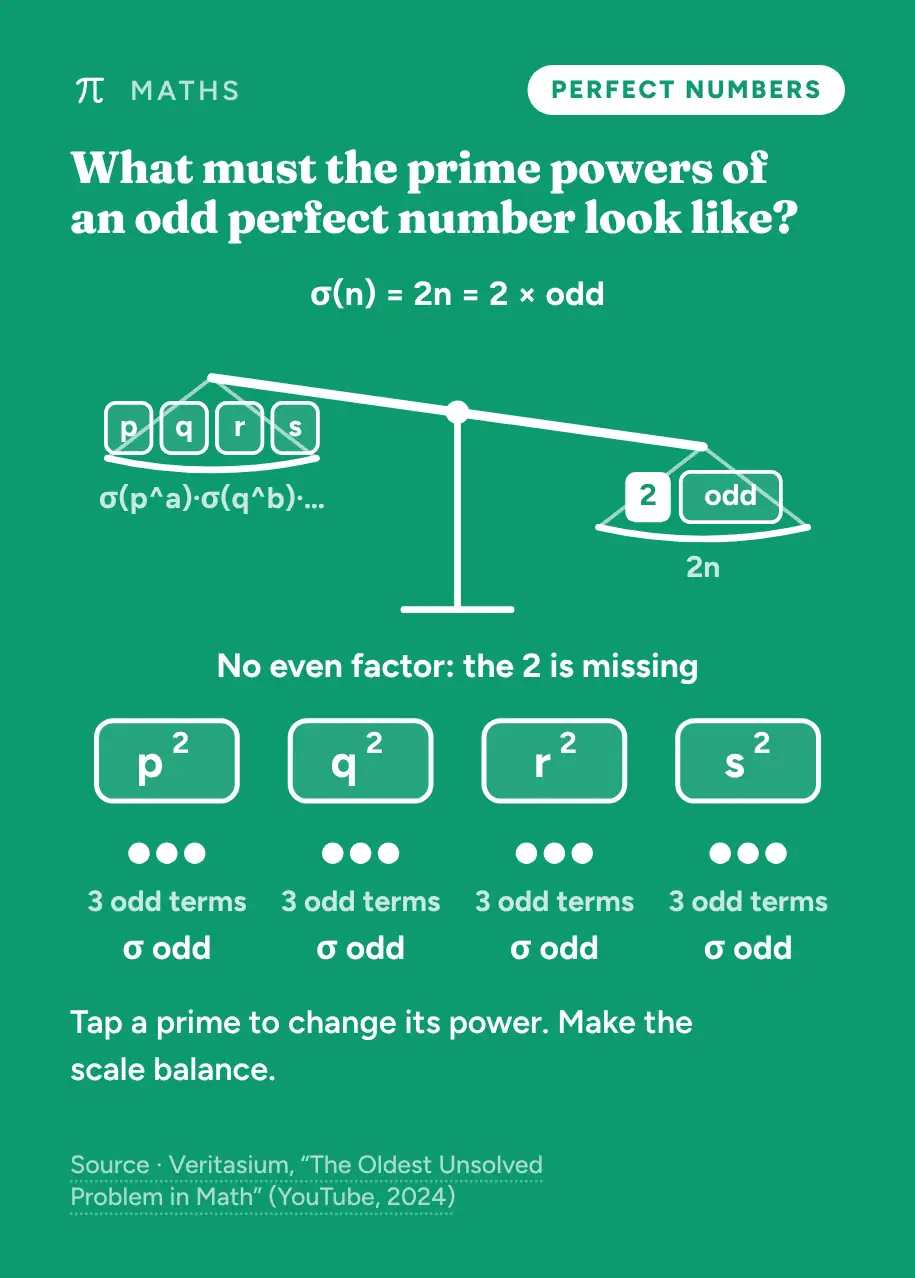 π MATHS
PERFECT NUMBERS
What must the prime powers of
an odd perfect number look like?
σ(n) = 2n = 2 × odd
p q r s
σ(p^a)·σ(q^b)·...
2 odd
2n
No even factor: the 2 is missing
p² q² r² s²
3 odd terms 3 odd terms 3 odd terms 3 odd terms
σ odd σ odd σ odd σ odd
Tap a prime to change its power. Make the
scale balance.
Source · Veritasium, “The Oldest Unsolved
Problem in Math” (YouTube, 2024)